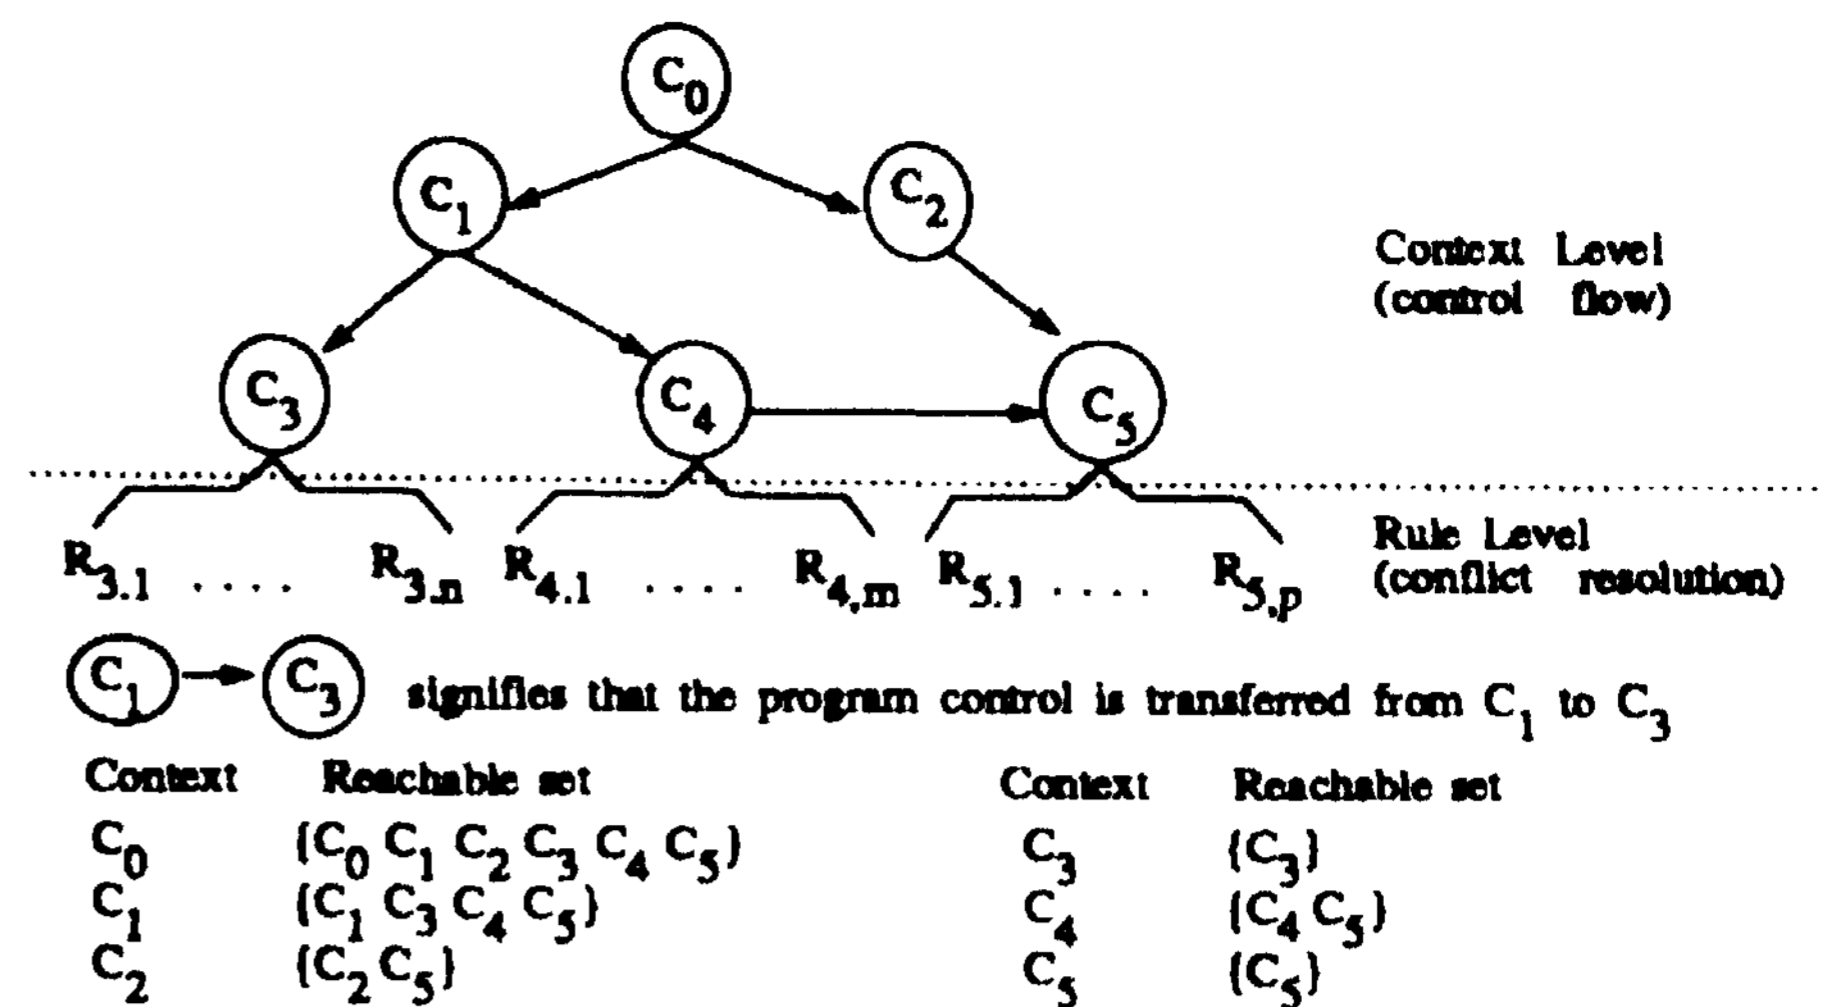 C₀
C₁ C₂
Context Level
(control flow)
C₃ C₄ C₅
Rule Level
(conflict resolution)
R₃.₁ .... R₃.ₙ R₄.₁ .... R₄,ₘ R₅.₁ .... R₅,ₚ
C₁ → C₃ signifies that the program control is transferred from C₁ to C₃
Context Reachable set Context Reachable set
C₀ {C₀ C₁ C₂ C₃ C₄ C₅} C₃ {C₃}
C₁ {C₁ C₃ C₄ C₅} C₄ {C₄ C₅}
C₂ {C₂ C₅} C₅ {C₅}